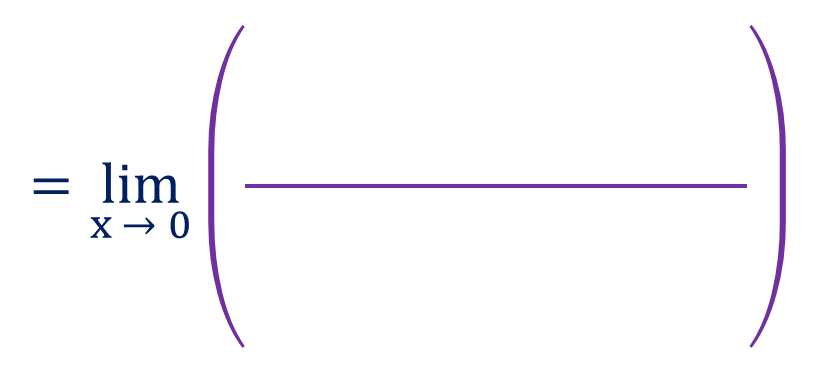 = lim
x → 0